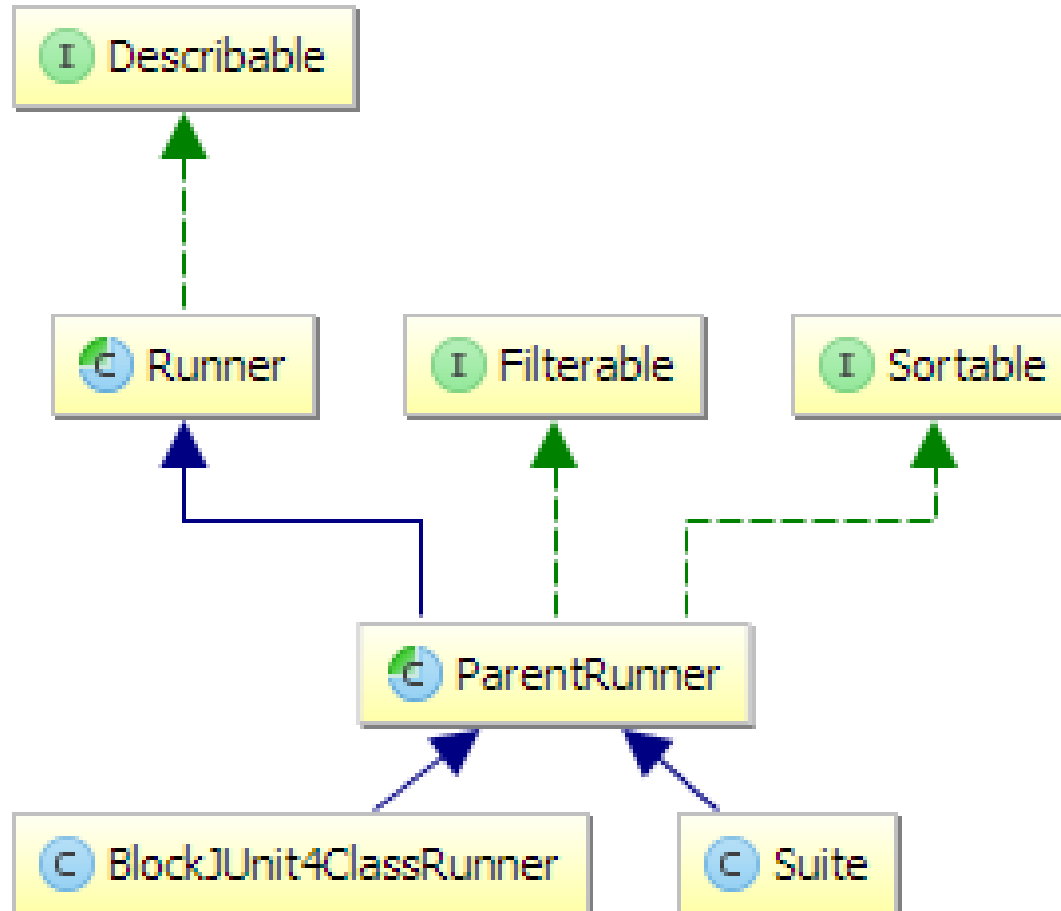 I Describable
C Runner
I Filterable
I Sortable
C ParentRunner
C BlockJUnit4ClassRunner
C Suite